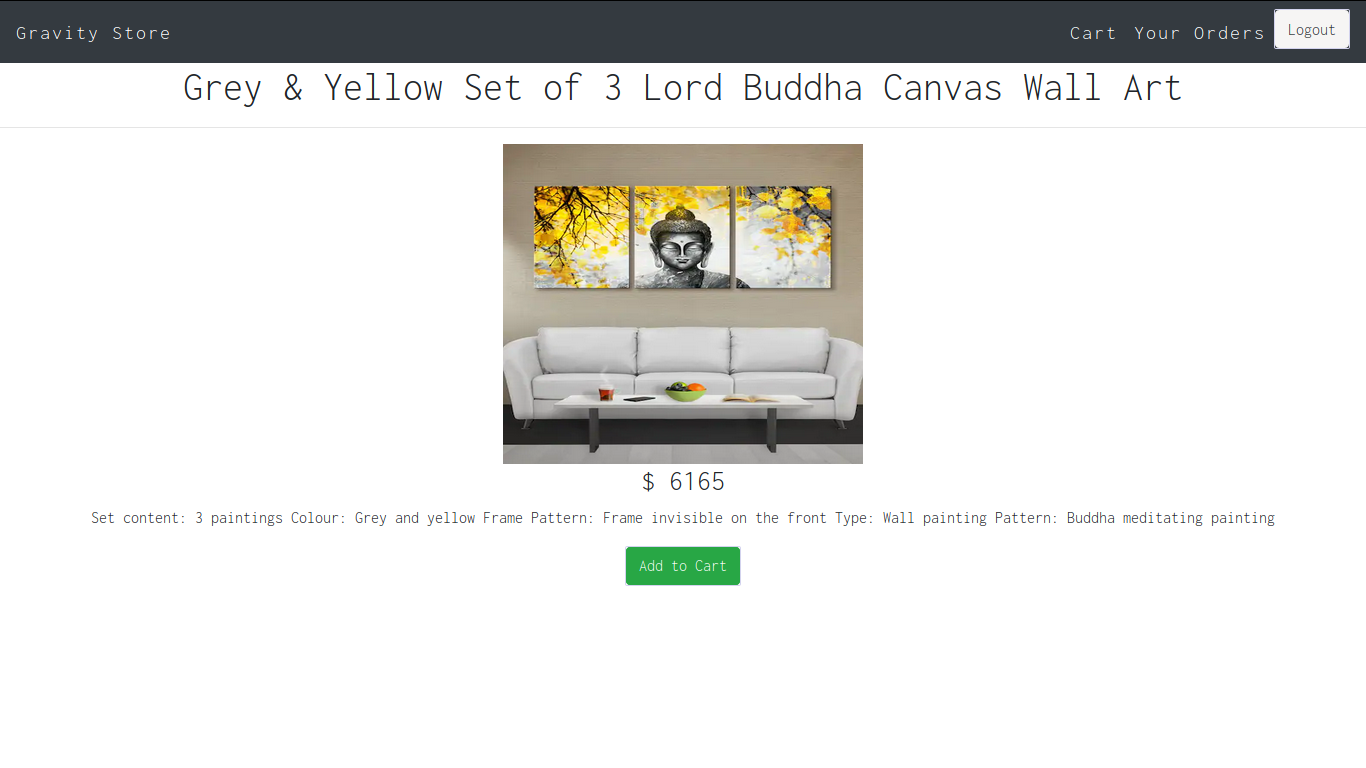 Gravity Store
Cart Your Orders Logout
Grey & Yellow Set of 3 Lord Buddha Canvas Wall Art
$ 6165
Set content: 3 paintings Colour: Grey and yellow Frame Pattern: Frame invisible on the front Type: Wall painting Pattern: Buddha meditating painting
Add to Cart